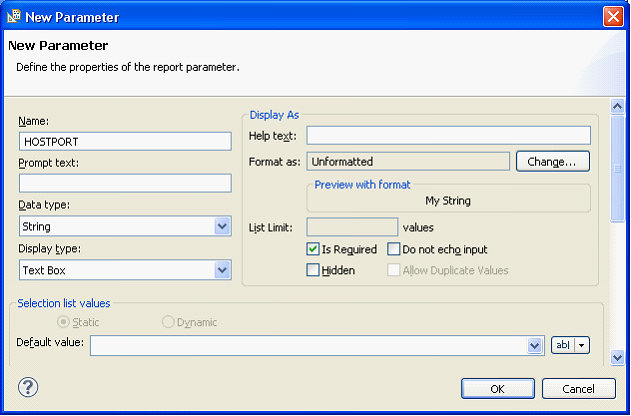 New Parameter
New Parameter
Define the properties of the report parameter.
Name:
HOSTPORT
Prompt text:
Data type:
String
Display type:
Text Box
Display As
Help text:
Format as: Unformatted Change...
Preview with format
My String
List Limit: values
Is Required Do not echo input
Hidden Allow Duplicate Values
Selection list values
Static Dynamic
Default value: ab|
? OK Cancel